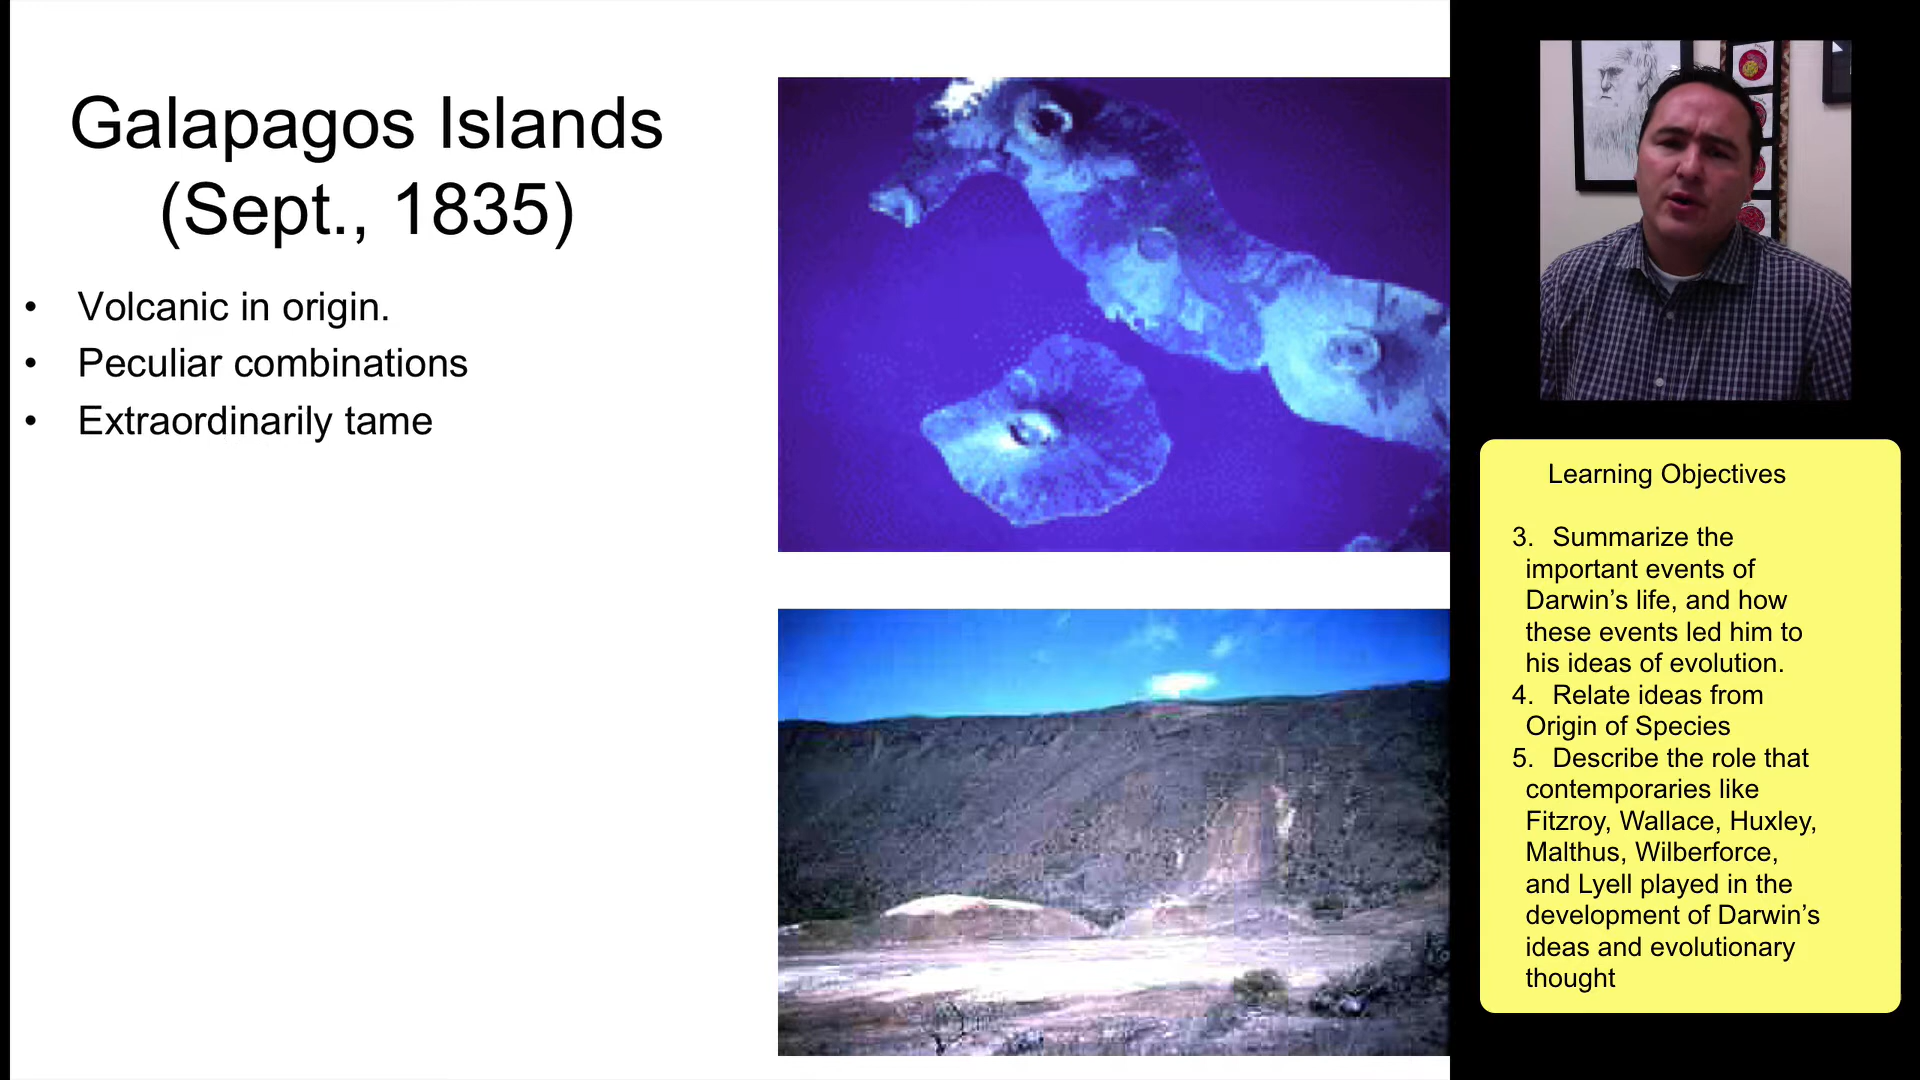 Galapagos Islands
(Sept., 1835)
• Volcanic in origin.
• Peculiar combinations
• Extraordinarily tame
Learning Objectives
3. Summarize the
important events of
Darwin’s life, and how
these events led him to
his ideas of evolution.
4. Relate ideas from
Origin of Species
5. Describe the role that
contemporaries like
Fitzroy, Wallace, Huxley,
Malthus, Wilberforce,
and Lyell played in the
development of Darwin’s
ideas and evolutionary
thought